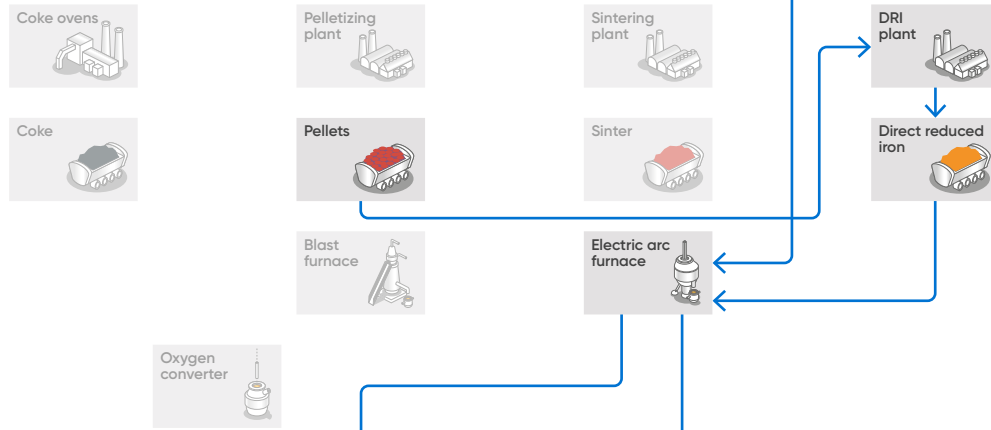 Coke ovens
Pelletizing
plant
Sintering
plant
DRI
plant
Coke
Pellets
Sinter
Direct reduced
iron
Blast
furnace
Electric arc
furnace
Oxygen
converter